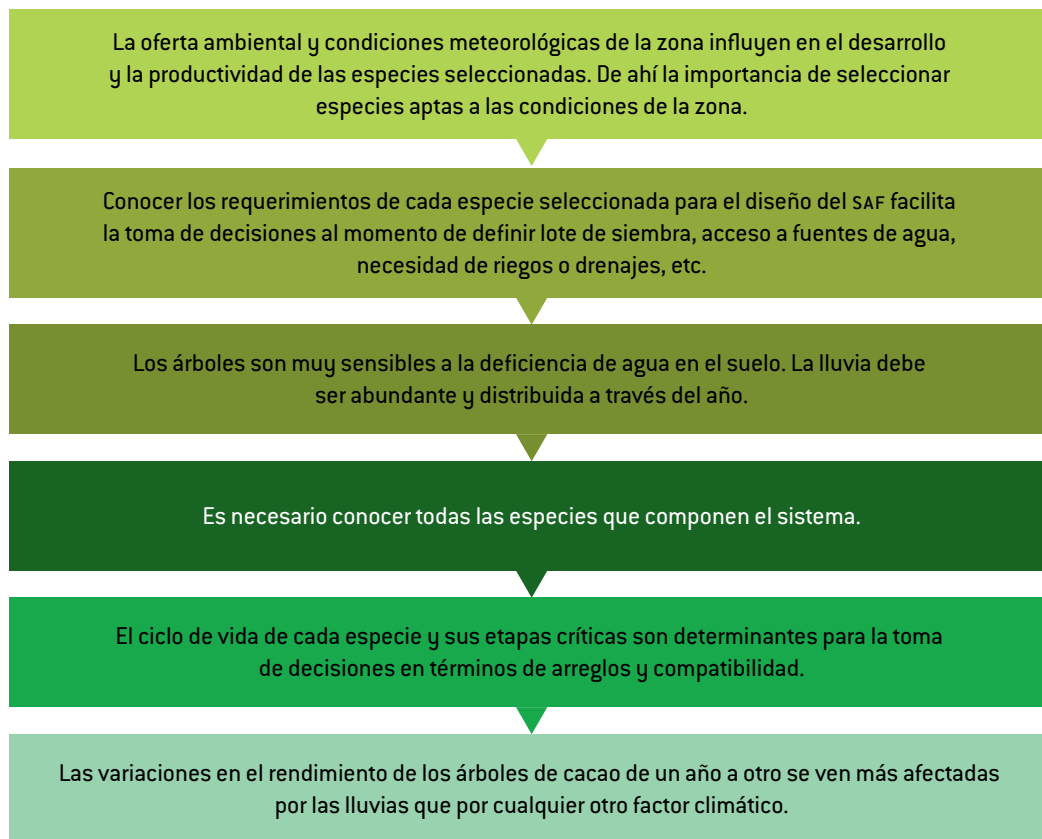 La oferta ambiental y condiciones meteorológicas de la zona influyen en el desarrollo
y la productividad de las especies seleccionadas. De ahí la importancia de seleccionar
especies aptas a las condiciones de la zona.
Conocer los requerimientos de cada especie seleccionada para el diseño del SAF facilita
la toma de decisiones al momento de definir lote de siembra, acceso a fuentes de agua,
necesidad de riegos o drenajes, etc.
Los árboles son muy sensibles a la deficiencia de agua en el suelo. La lluvia debe
ser abundante y distribuida a través del año.
Es necesario conocer todas las especies que componen el sistema.
El ciclo de vida de cada especie y sus etapas críticas son determinantes para la toma
de decisiones en términos de arreglos y compatibilidad.
Las variaciones en el rendimiento de los árboles de cacao de un año a otro se ven más afectadas
por las lluvias que por cualquier otro factor climático.